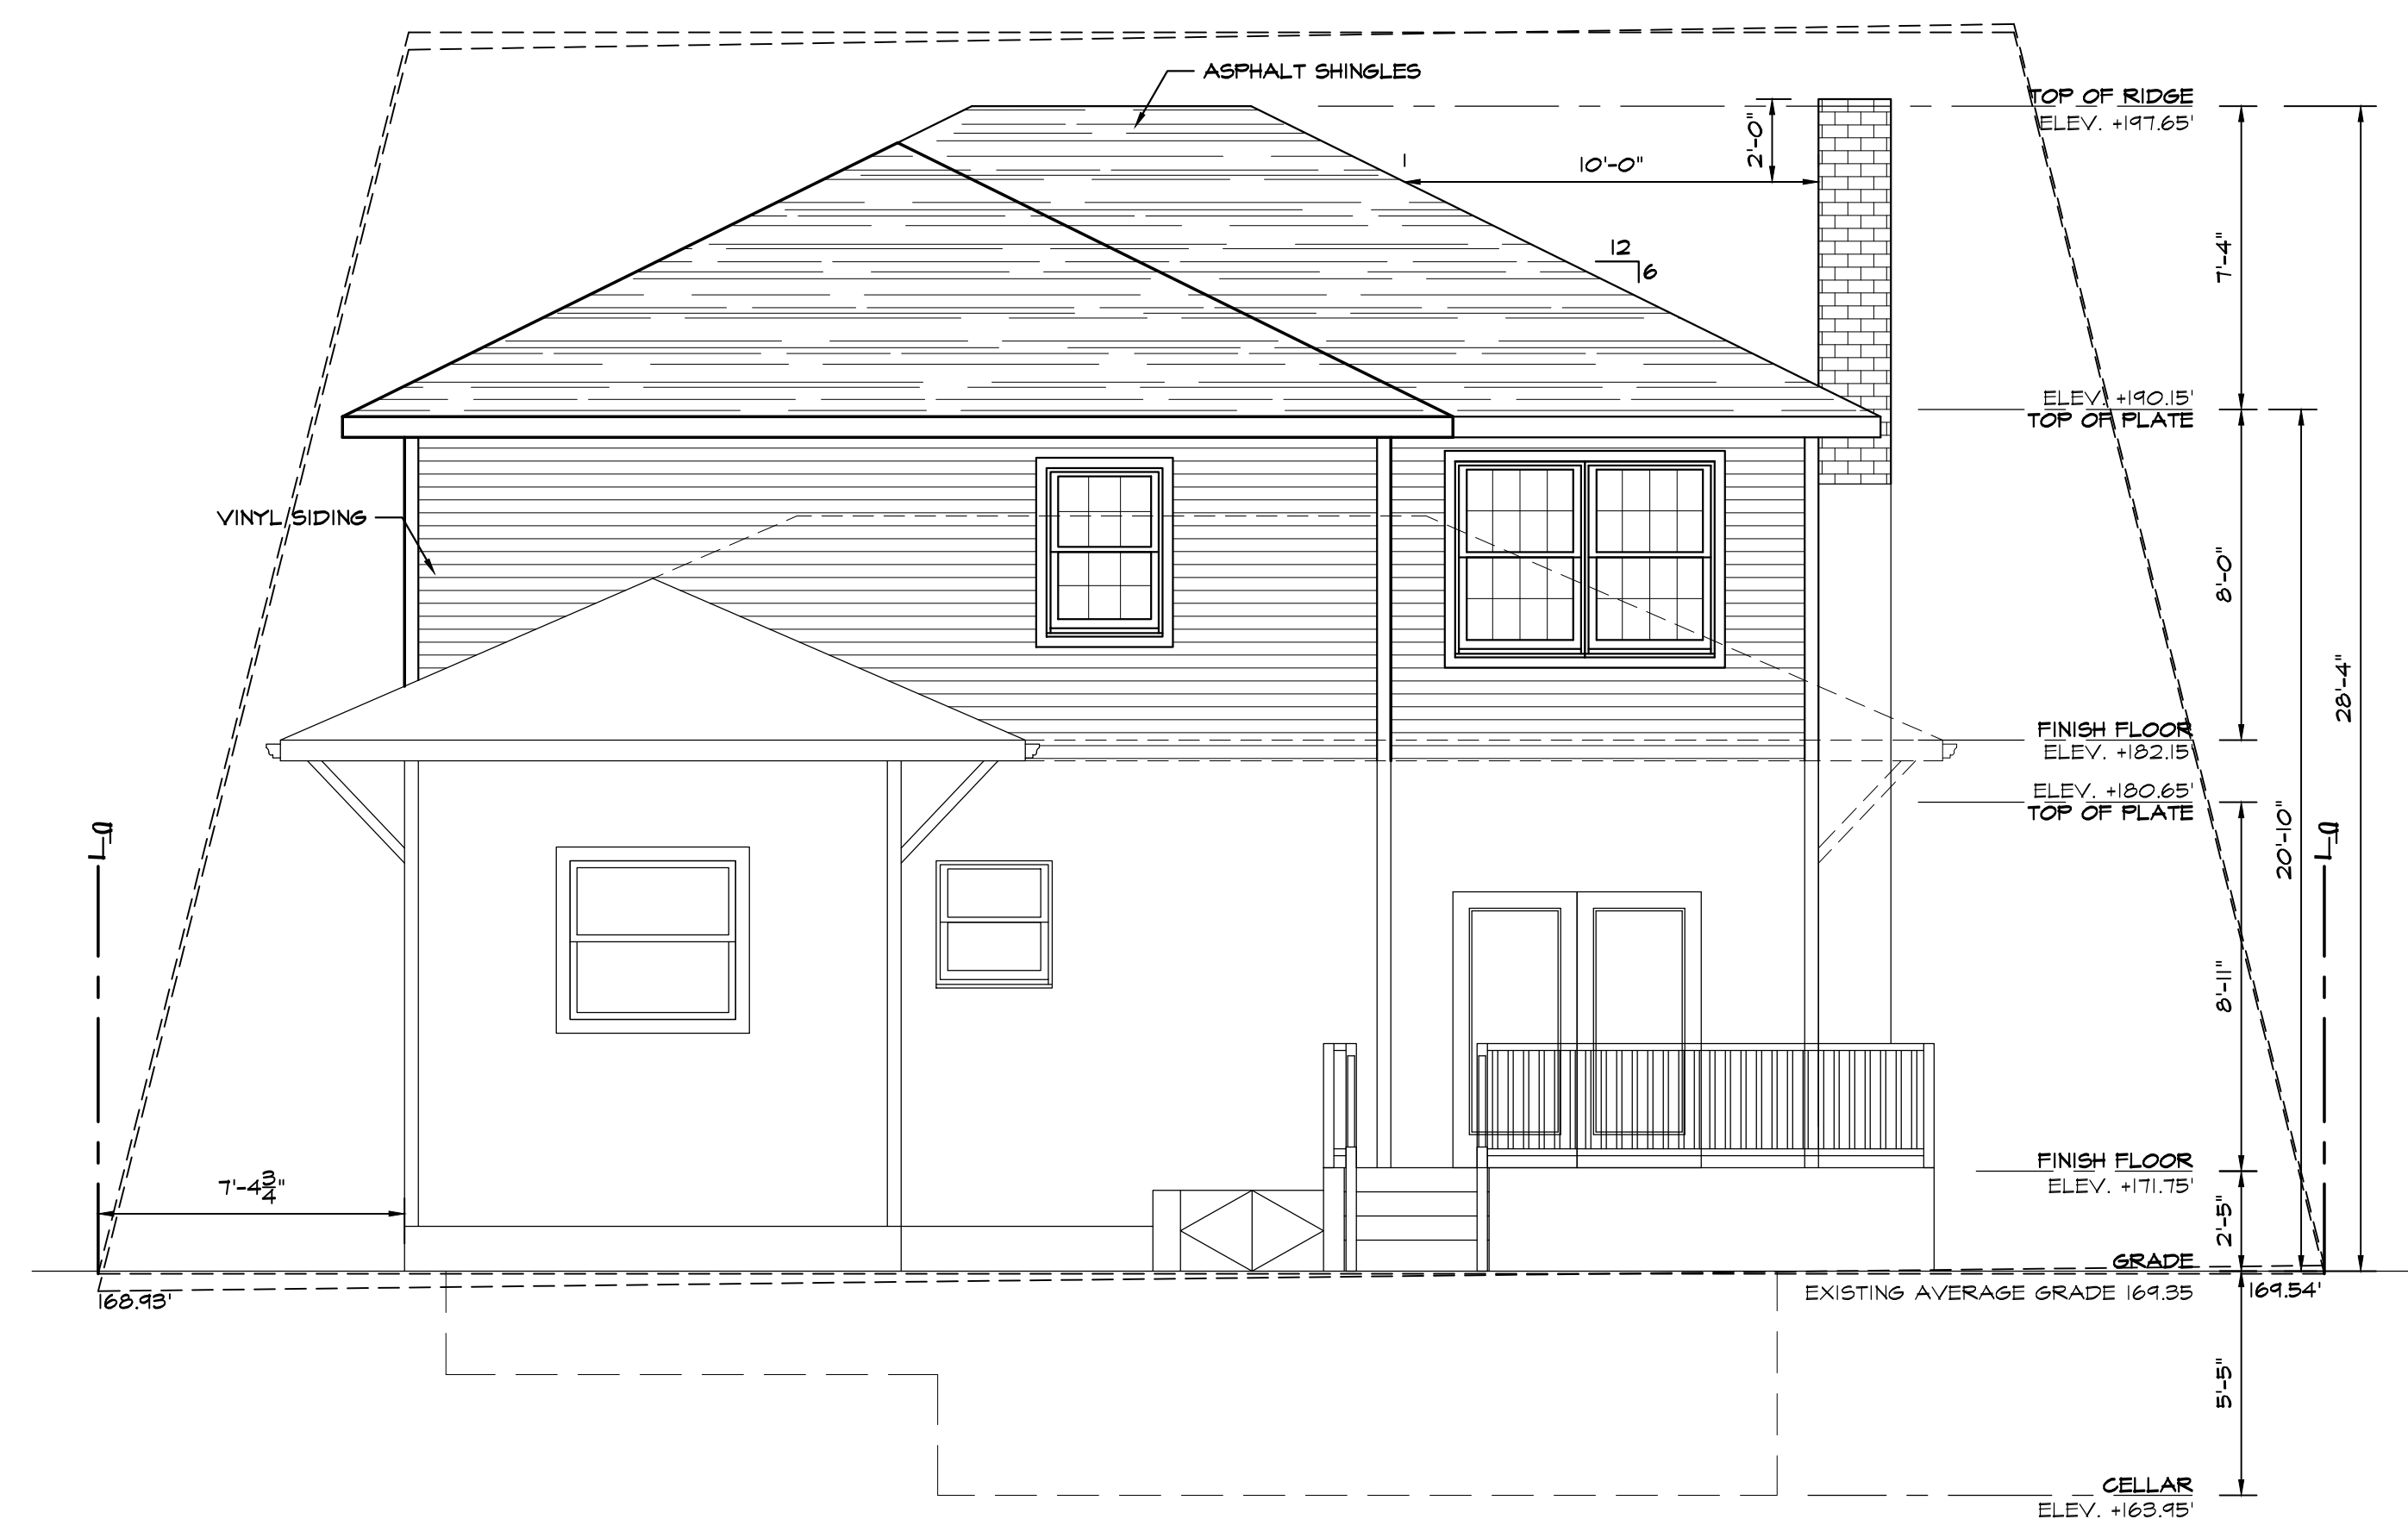 ASPHALT SHINGLES
TOP OF RIDGE
ELEV. +197.65'
2'-0"
10'-0"
12
6
7'-4"
ELEV. +190.15'
TOP OF PLATE
VINYL SIDING
8'-0"
28'-4"
FINISH FLOOR
ELEV. +182.15'
ELEV. +180.65'
TOP OF PLATE
20'-10"
8'-11"
FINISH FLOOR
ELEV. +171.75'
7'-4 3/4"
2'-5"
GRADE
EXISTING AVERAGE GRADE 169.35
168.93'
169.54'
5'-5"
CELLAR
ELEV. +163.95'